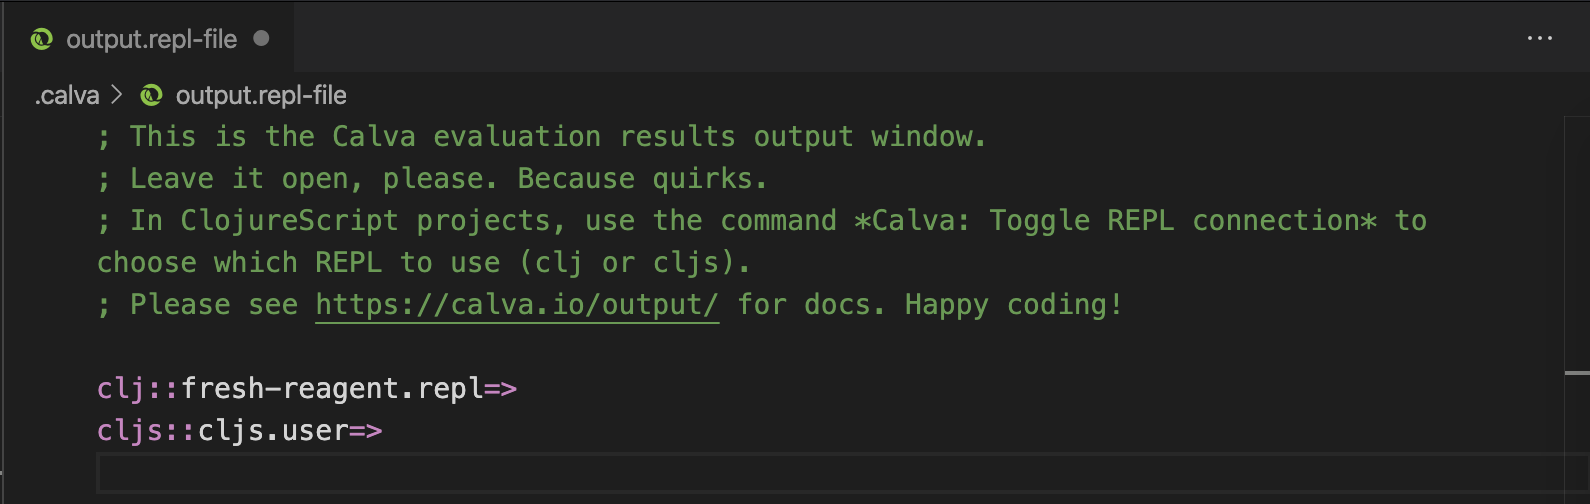 output.repl-file
.calva > output.repl-file
; This is the Calva evaluation results output window.
; Leave it open, please. Because quirks.
; In ClojureScript projects, use the command *Calva: Toggle REPL connection* to
choose which REPL to use (clj or cljs).
; Please see https://calva.io/output/ for docs. Happy coding!
clj::fresh-reagent.repl=>
cljs::cljs.user=>